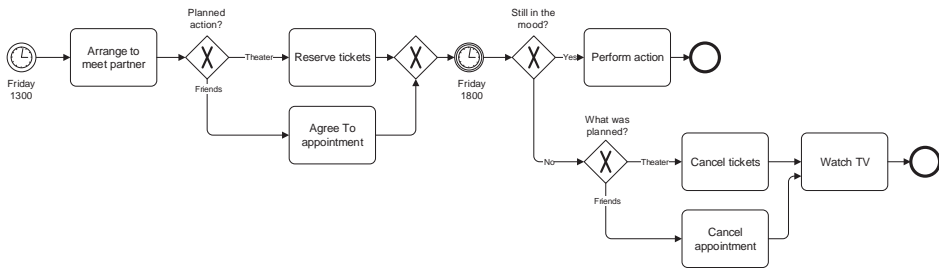 Planned
action?
Still in the
mood?
Arrange to
meet partner
Theater
Reserve tickets
Yes
Perform action
Friday
1300
Friends
Friday
1800
Agree To
appointment
What was
planned?
No
Theater
Cancel tickets
Watch TV
Friends
Cancel
appointment